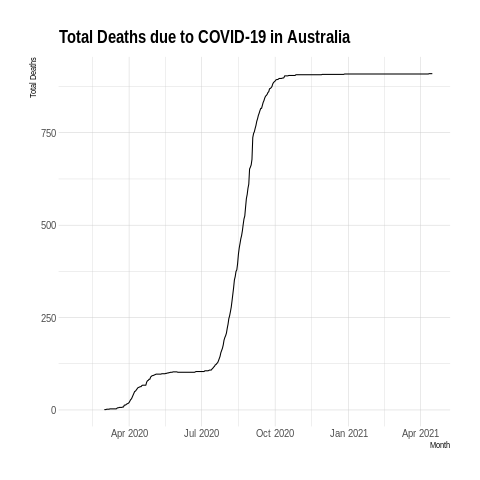 Total Deaths due to COVID-19 in Australia
Total Deaths
750
500
250
0
Apr 2020 Jul 2020 Oct 2020 Jan 2021 Apr 2021
Month